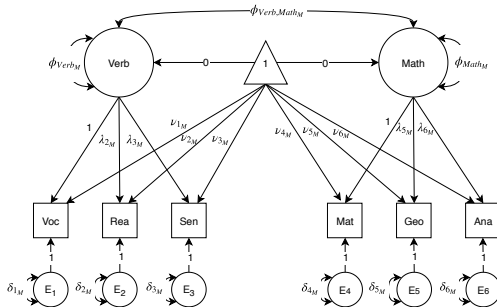 ϕVerb,MathM
ϕVerbM
Verb
0
1
0
Math
ϕMathM
1
λ2M
λ3M
ν1M
ν2M
ν3M
ν4M
ν5M
ν6M
1
λ5M
λ6M
Voc
Rea
Sen
Mat
Geo
Ana
1
1
1
1
1
1
δ1M
E1
δ2M
E2
δ3M
E3
δ4M
E4
δ5M
E5
δ6M
E6